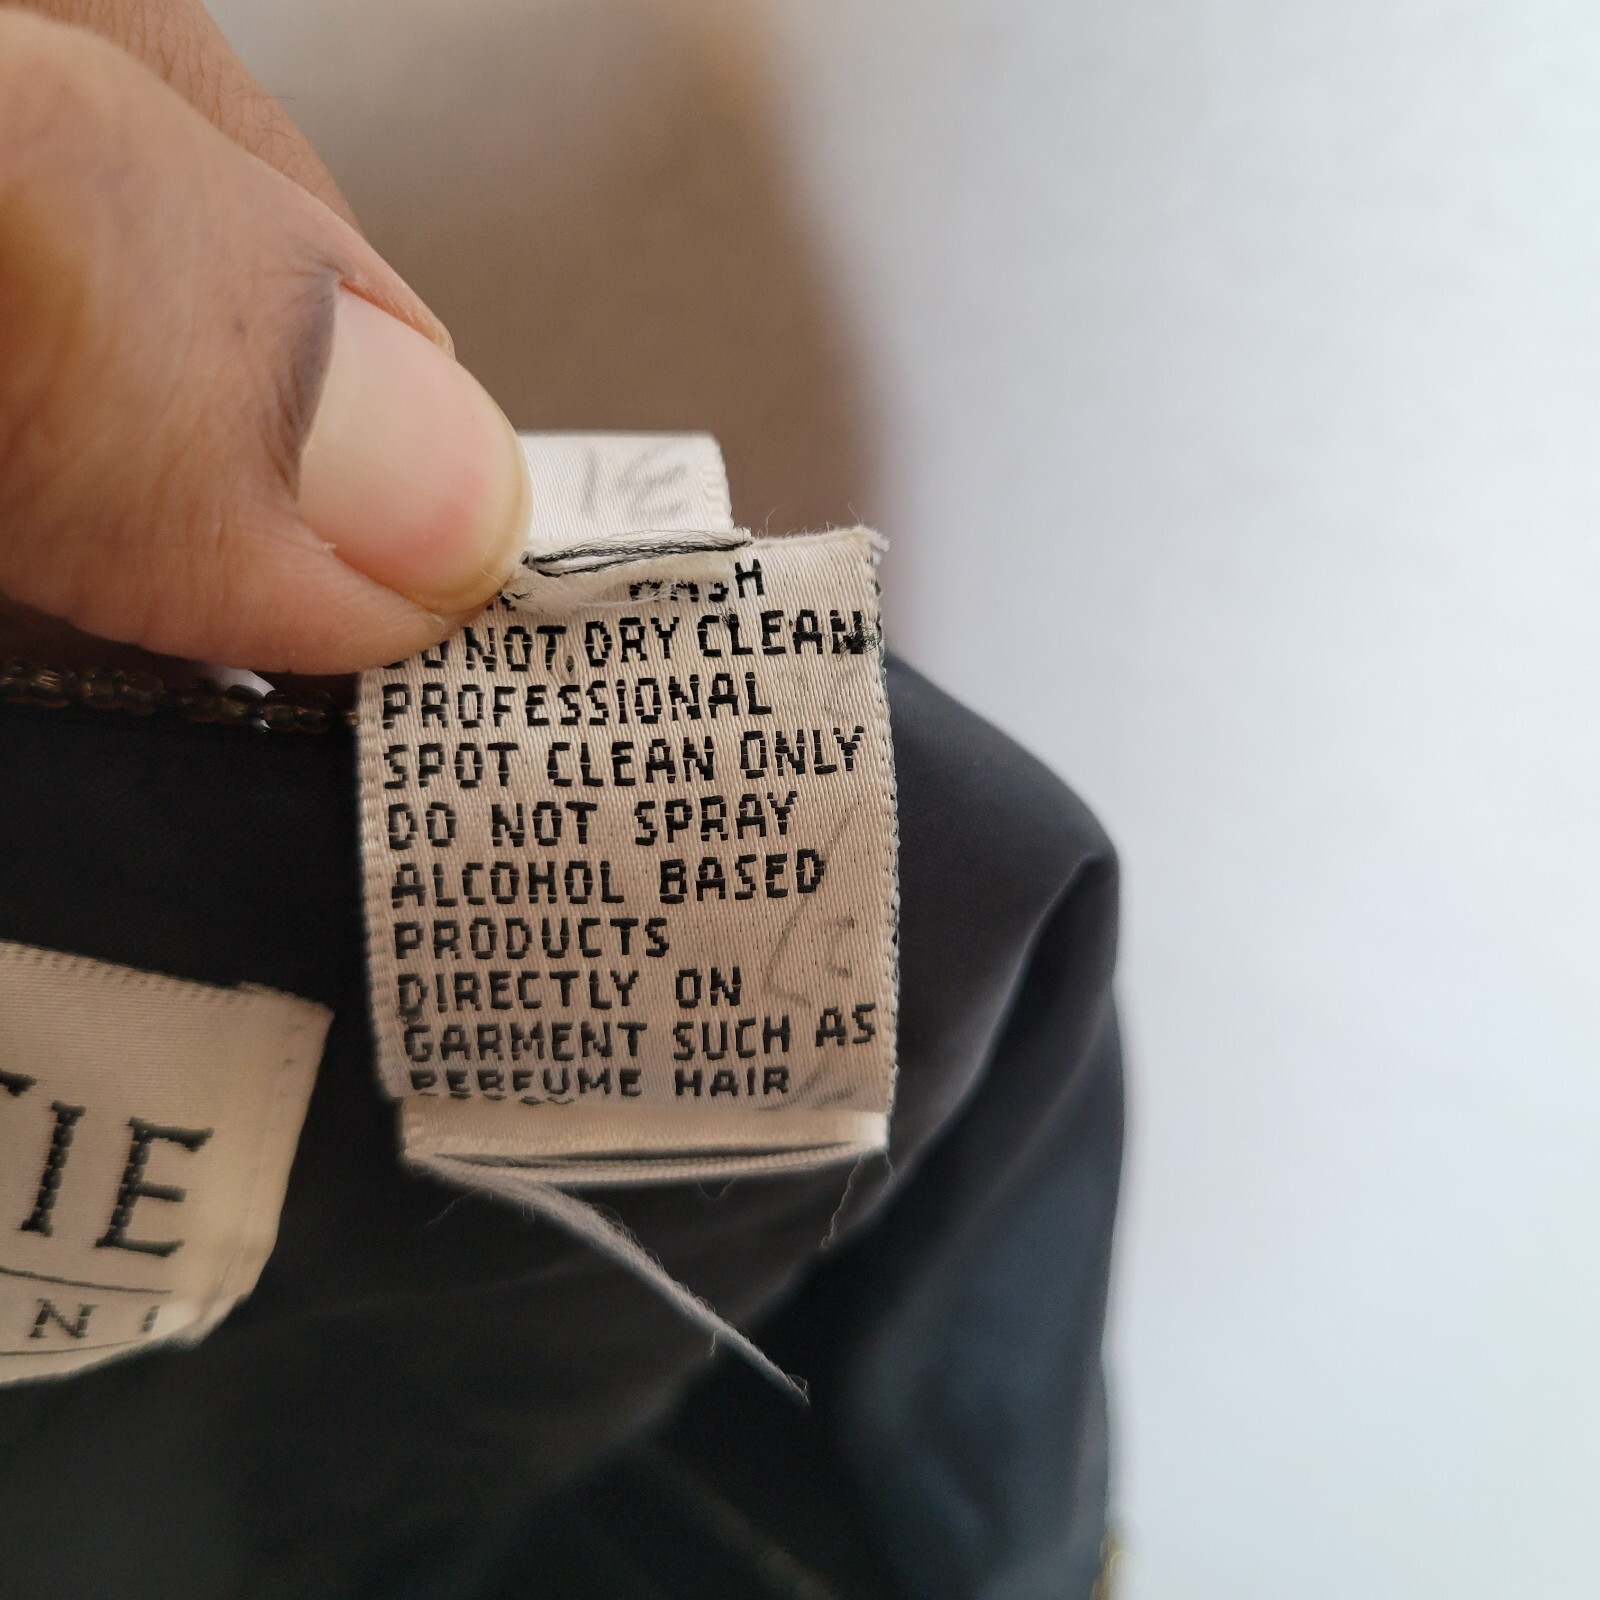 WASH
DO NOT DRY CLEAN
PROFESSIONAL
SPOT CLEAN ONLY
DO NOT SPRAY
ALCOHOL BASED
PRODUCTS
DIRECTLY ON
GARMENT SUCH AS
PERFUME HAIR
TIE
N I